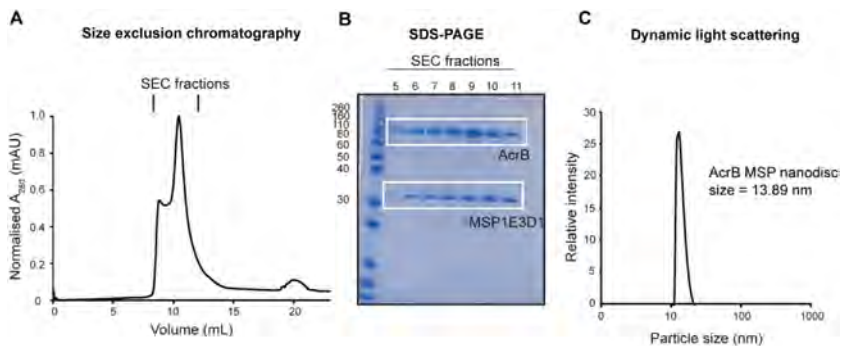 A
Size exclusion chromatography
SEC fractions
1.0
0.8
0.6
0.4
0.2
0
0
5
10
15
20
Normalised A280 (mAU)
Volume (mL)
B
SDS-PAGE
SEC fractions
5 6 7 8 9 10 11
260
160
110
80
60
50
40
30
AcrB
MSP1E3D1
C
Dynamic light scattering
30
25
20
15
10
5
0
0
10
100
1000
Relative intensity
AcrB MSP nanodisc
size = 13.89 nm
Particle size (nm)